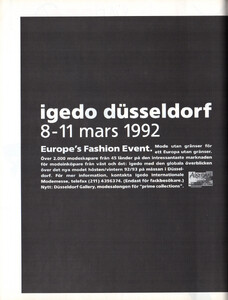 igedo düsseldorf
8-11 mars 1992
Europe's Fashion Event. Mode utan gränser för
ett Europa utan gränser.
Över 2.000 modeskapare från 43 länder på den intressantaste marknaden
för modeinköpare från väst och öst: igedo med den globala överblicken
över det nya modet hösten/vintern 92/93 på mässan i Düssel-
dorf. För mer information, kontakta Igedo Internationale
Modemesse, telefax (211) 4396374. (Endast för fackbesökare.)
Nytt: Düsseldorf Gallery, modesalongen för "prime collections".